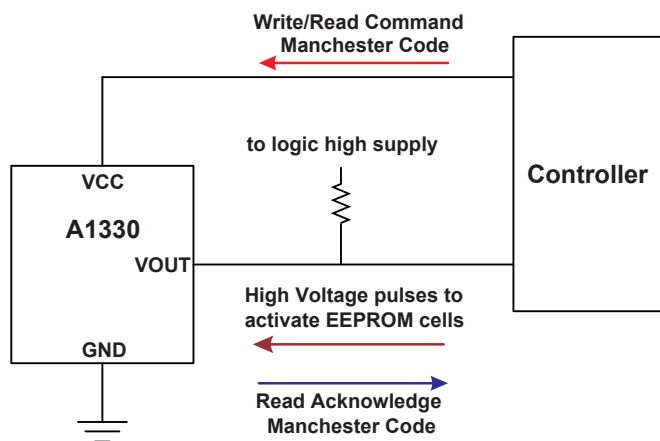 Write/Read Command
Manchester Code
to logic high supply
Controller
VCC
A1330
VOUT
High Voltage pulses to
activate EEPROM cells
GND
Read Acknowledge
Manchester Code